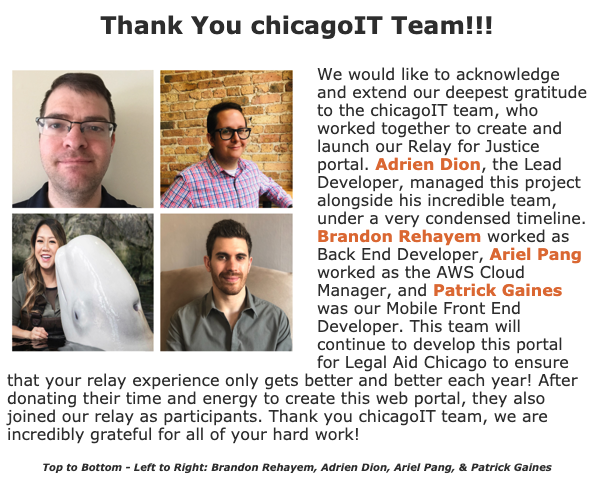 Thank You chicagoIT Team!!!
We would like to acknowledge
and extend our deepest gratitude
to the chicagoIT team, who
worked together to create and
launch our Relay for Justice
portal. Adrien Dion, the Lead
Developer, managed this project
alongside his incredible team,
under a very condensed timeline.
Brandon Rehayem worked as
Back End Developer, Ariel Pang
worked as the AWS Cloud
Manager, and Patrick Gaines
was our Mobile Front End
Developer. This team will
continue to develop this portal
for Legal Aid Chicago to ensure
that your relay experience only gets better and better each year! After
donating their time and energy to create this web portal, they also
joined our relay as participants. Thank you chicagoIT team, we are
incredibly grateful for all of your hard work!
Top to Bottom - Left to Right: Brandon Rehayem, Adrien Dion, Ariel Pang, & Patrick Gaines